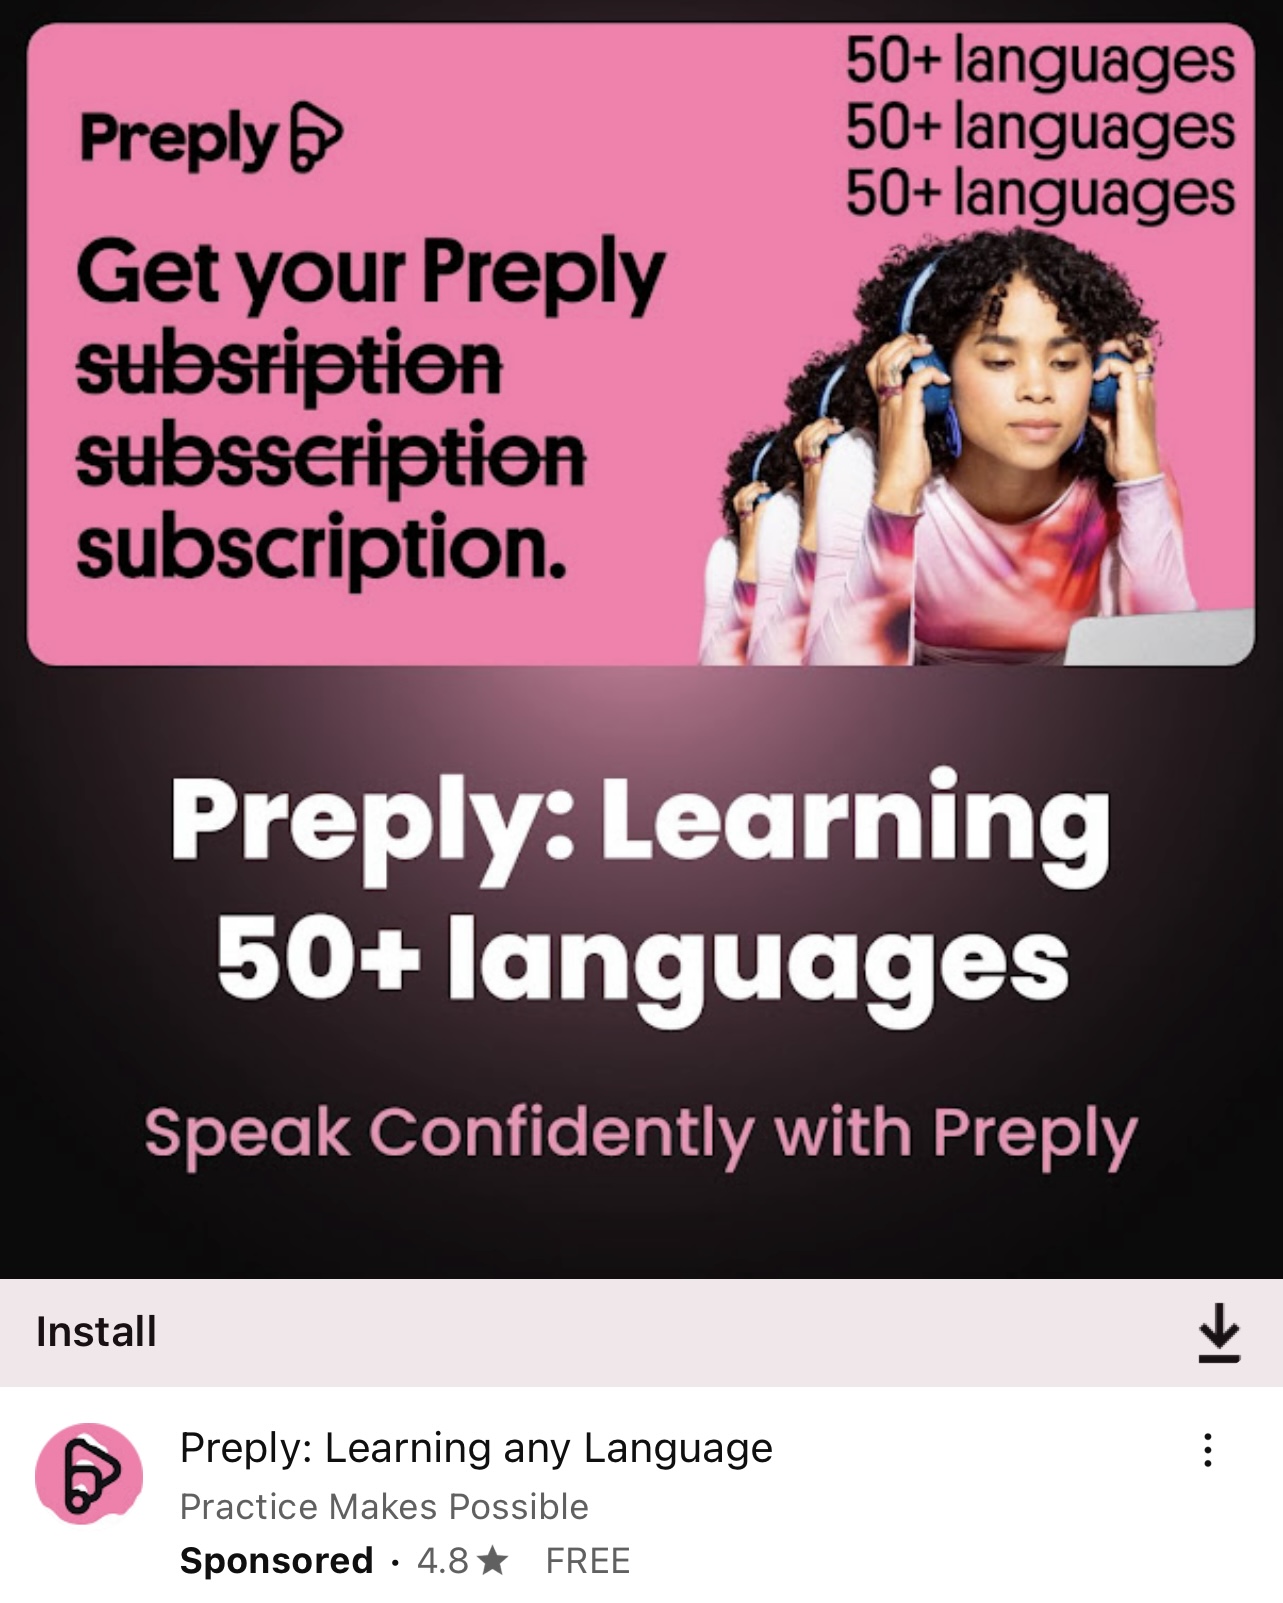 Preply
50+ languages
50+ languages
50+ languages
Get your Preply
subsription
subsscription
subscription.
Preply: Learning
50+ languages
Speak Confidently with Preply
Install
Preply: Learning any Language
Practice Makes Possible
Sponsored · 4.8★ FREE